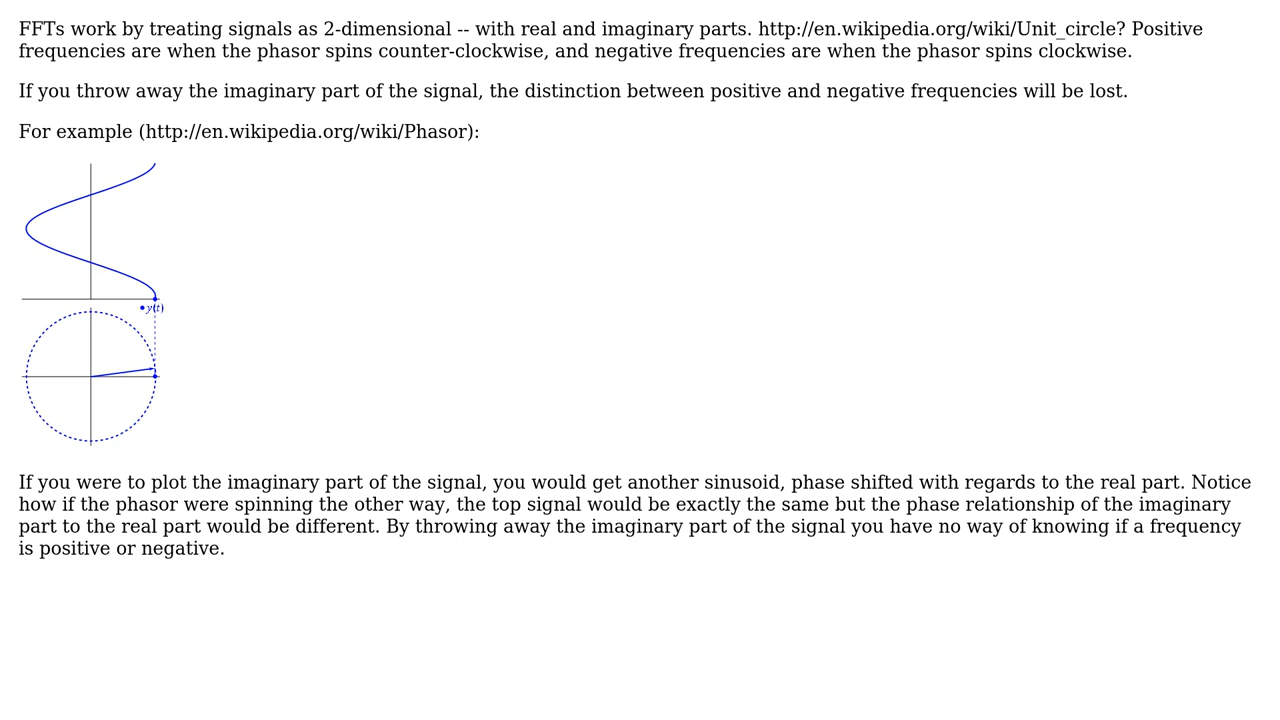 FFTs work by treating signals as 2-dimensional -- with real and imaginary parts. http://en.wikipedia.org/wiki/Unit_circle? Positive
frequencies are when the phasor spins counter-clockwise, and negative frequencies are when the phasor spins clockwise.
If you throw away the imaginary part of the signal, the distinction between positive and negative frequencies will be lost.
For example (http://en.wikipedia.org/wiki/Phasor):
y(t)
If you were to plot the imaginary part of the signal, you would get another sinusoid, phase shifted with regards to the real part. Notice
how if the phasor were spinning the other way, the top signal would be exactly the same but the phase relationship of the imaginary
part to the real part would be different. By throwing away the imaginary part of the signal you have no way of knowing if a frequency
is positive or negative.